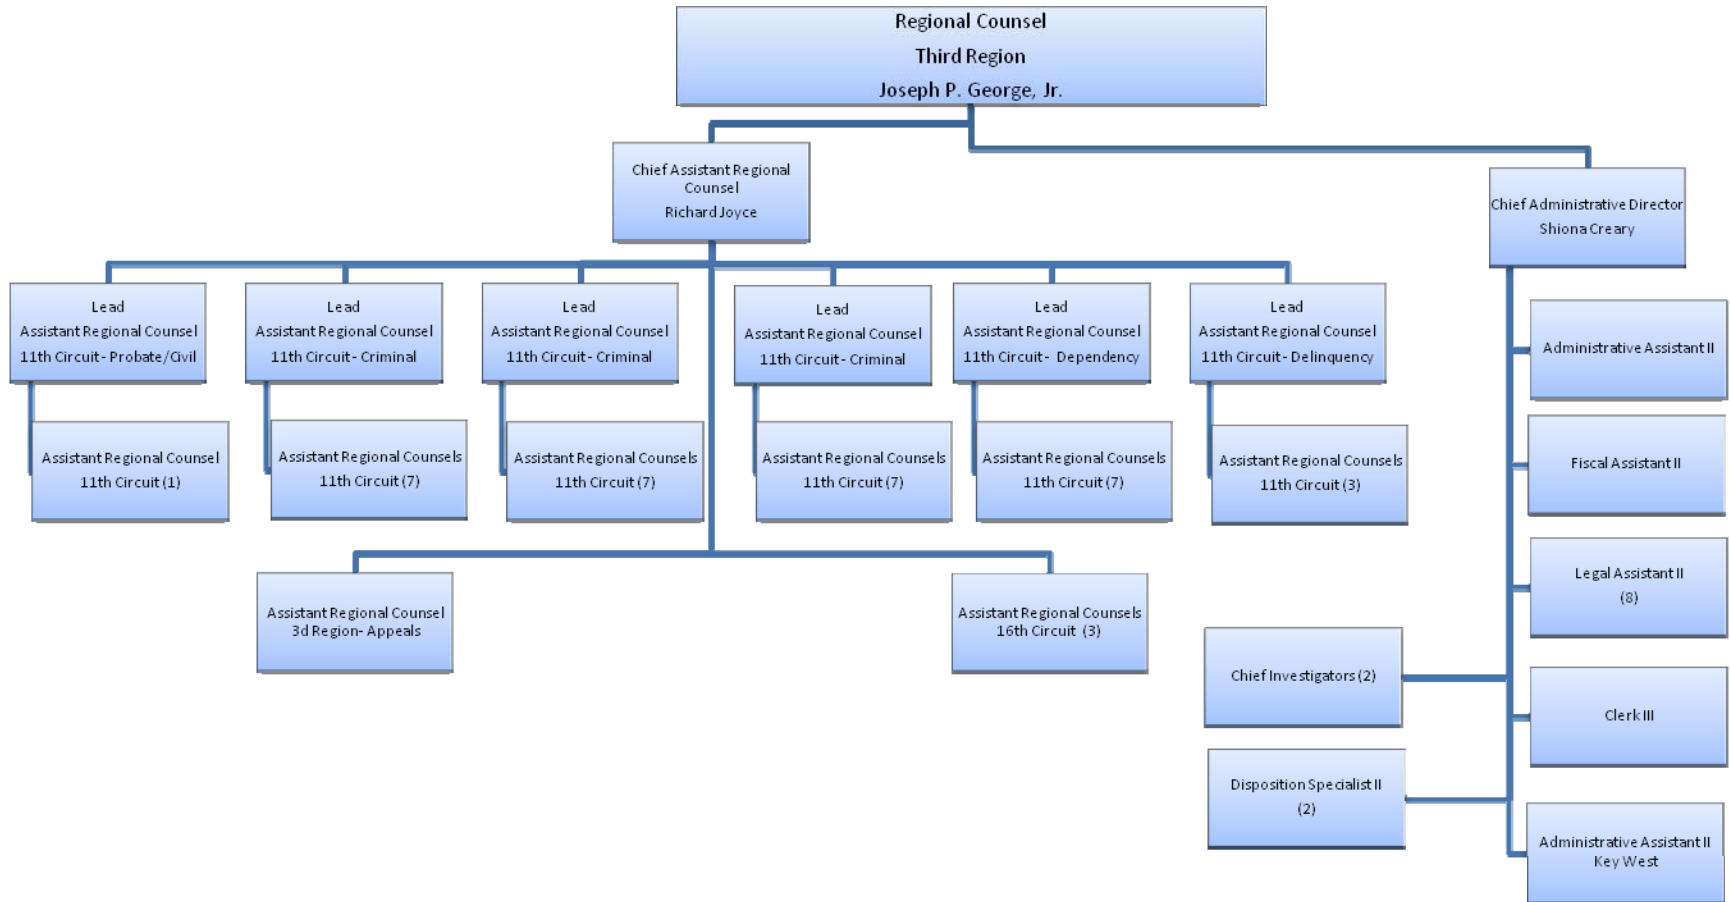 Regional Counsel
Third Region
Joseph P. George, Jr.
Chief Assistant Regional
Counsel
Richard Joyce
Chief Administrative Director
Shiona Creary
Lead
Assistant Regional Counsel
11th Circuit- Probate/Civil
Lead
Assistant Regional Counsel
11th Circuit- Criminal
Lead
Assistant Regional Counsel
11th Circuit- Criminal
Lead
Assistant Regional Counsel
11th Circuit- Criminal
Lead
Assistant Regional Counsel
11th Circuit- Dependency
Lead
Assistant Regional Counsel
11th Circuit- Delinquency
Assistant Regional Counsel
11th Circuit (1)
Assistant Regional Counsels
11th Circuit (7)
Assistant Regional Counsels
11th Circuit (7)
Assistant Regional Counsels
11th Circuit (7)
Assistant Regional Counsels
11th Circuit (7)
Assistant Regional Counsels
11th Circuit (3)
Assistant Regional Counsel
3d Region- Appeals
Assistant Regional Counsels
16th Circuit (3)
Administrative Assistant II
Fiscal Assistant II
Legal Assistant II
(8)
Chief Investigators (2)
Clerk III
Disposition Specialist II
(2)
Administrative Assistant II
Key West